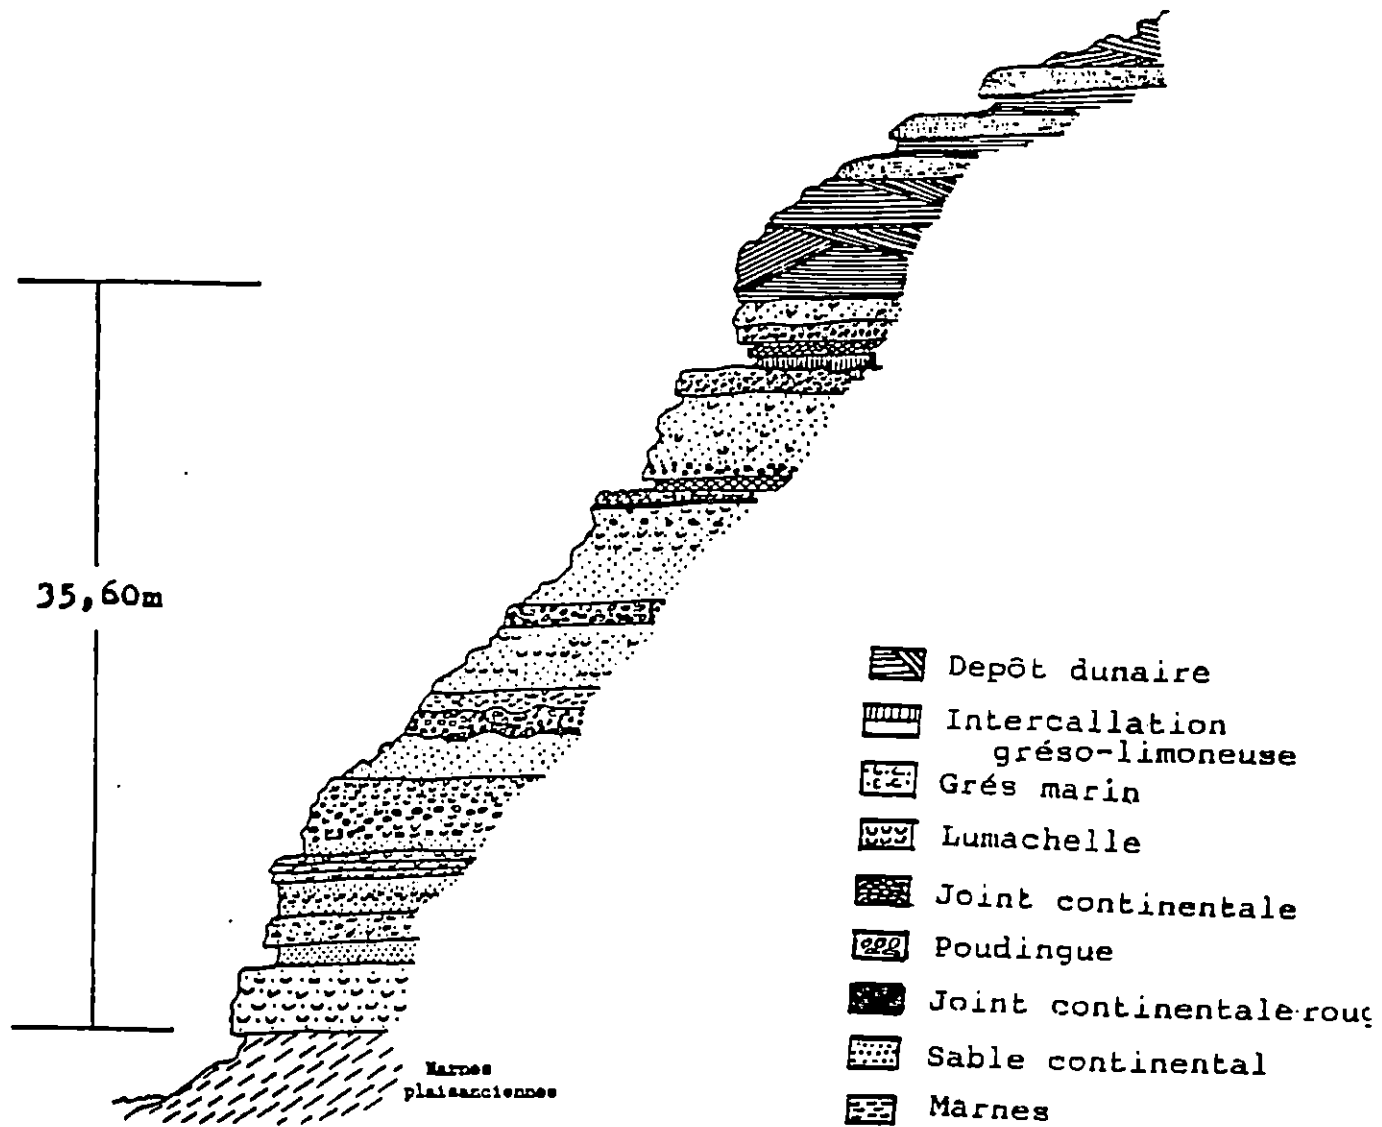 35,60m
Marnes
plaisanciennes
Depôt dunaire
Intercallation
gréso-limoneuse
Grés marin
Lumachelle
Joint continentale
Poudingue
Joint continentale roug
Sable continental
Marnes